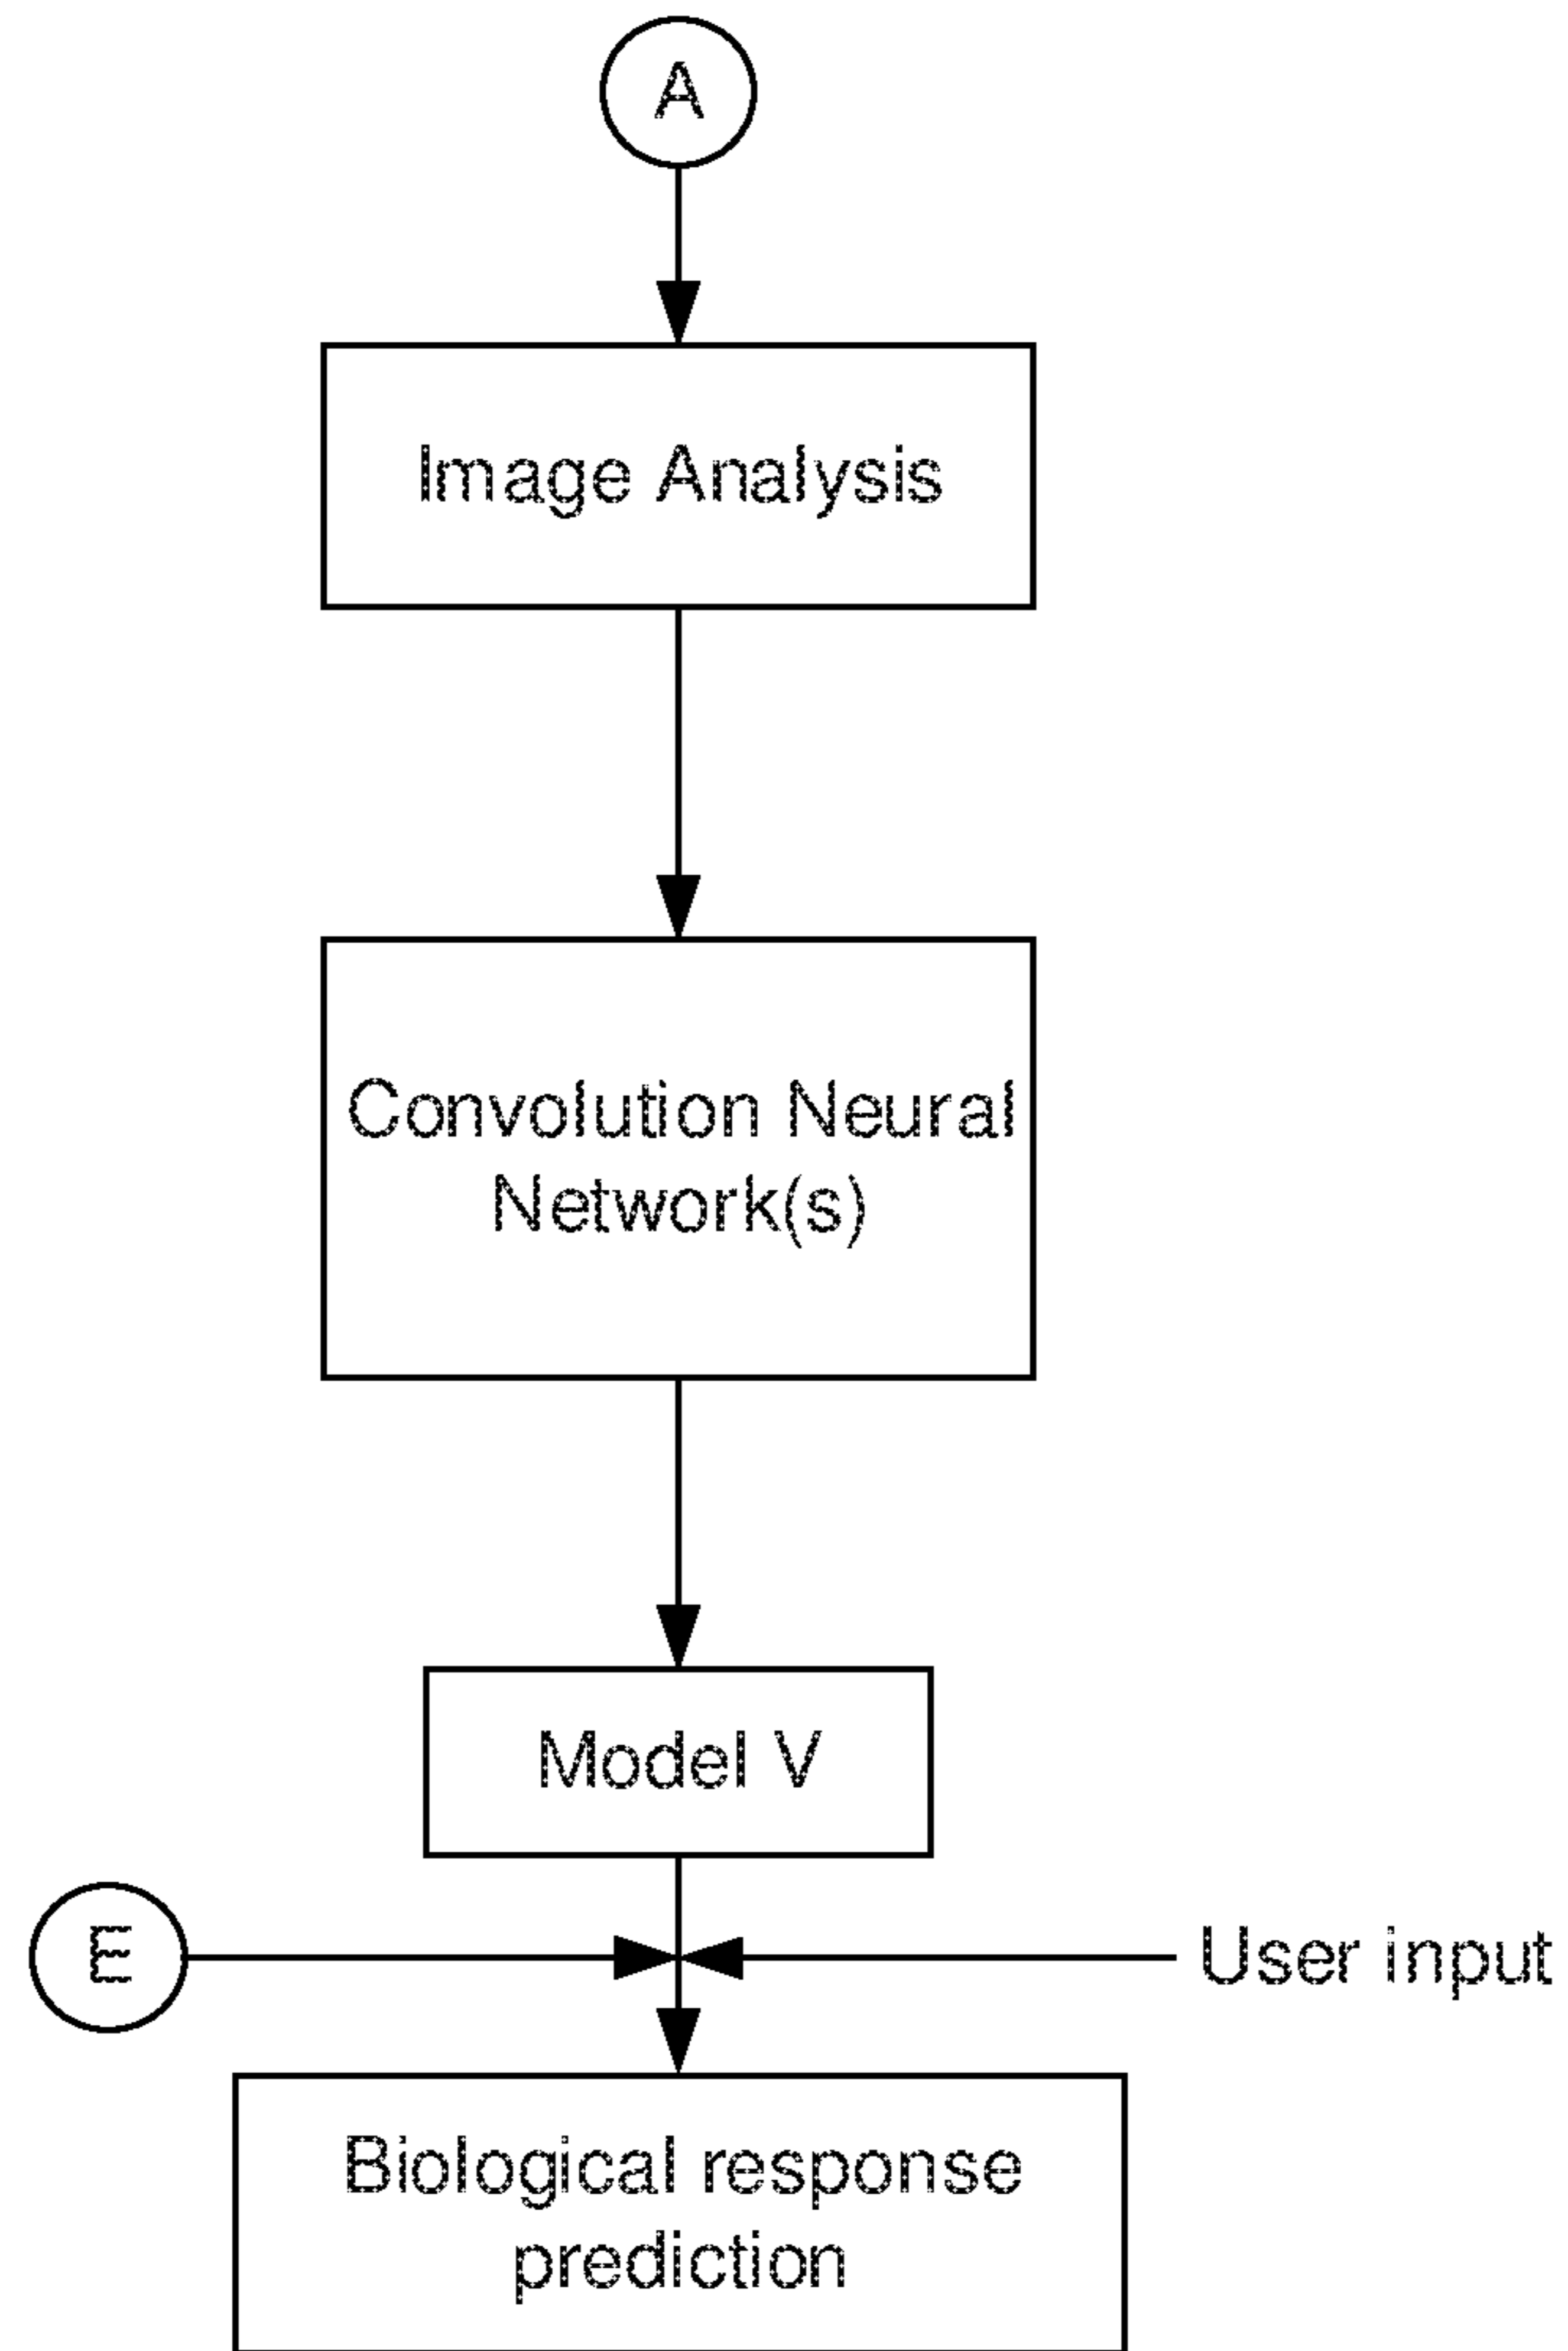 A
Image Analysis
Convolution Neural
Network(s)
Model V
E
User input
Biological response
prediction